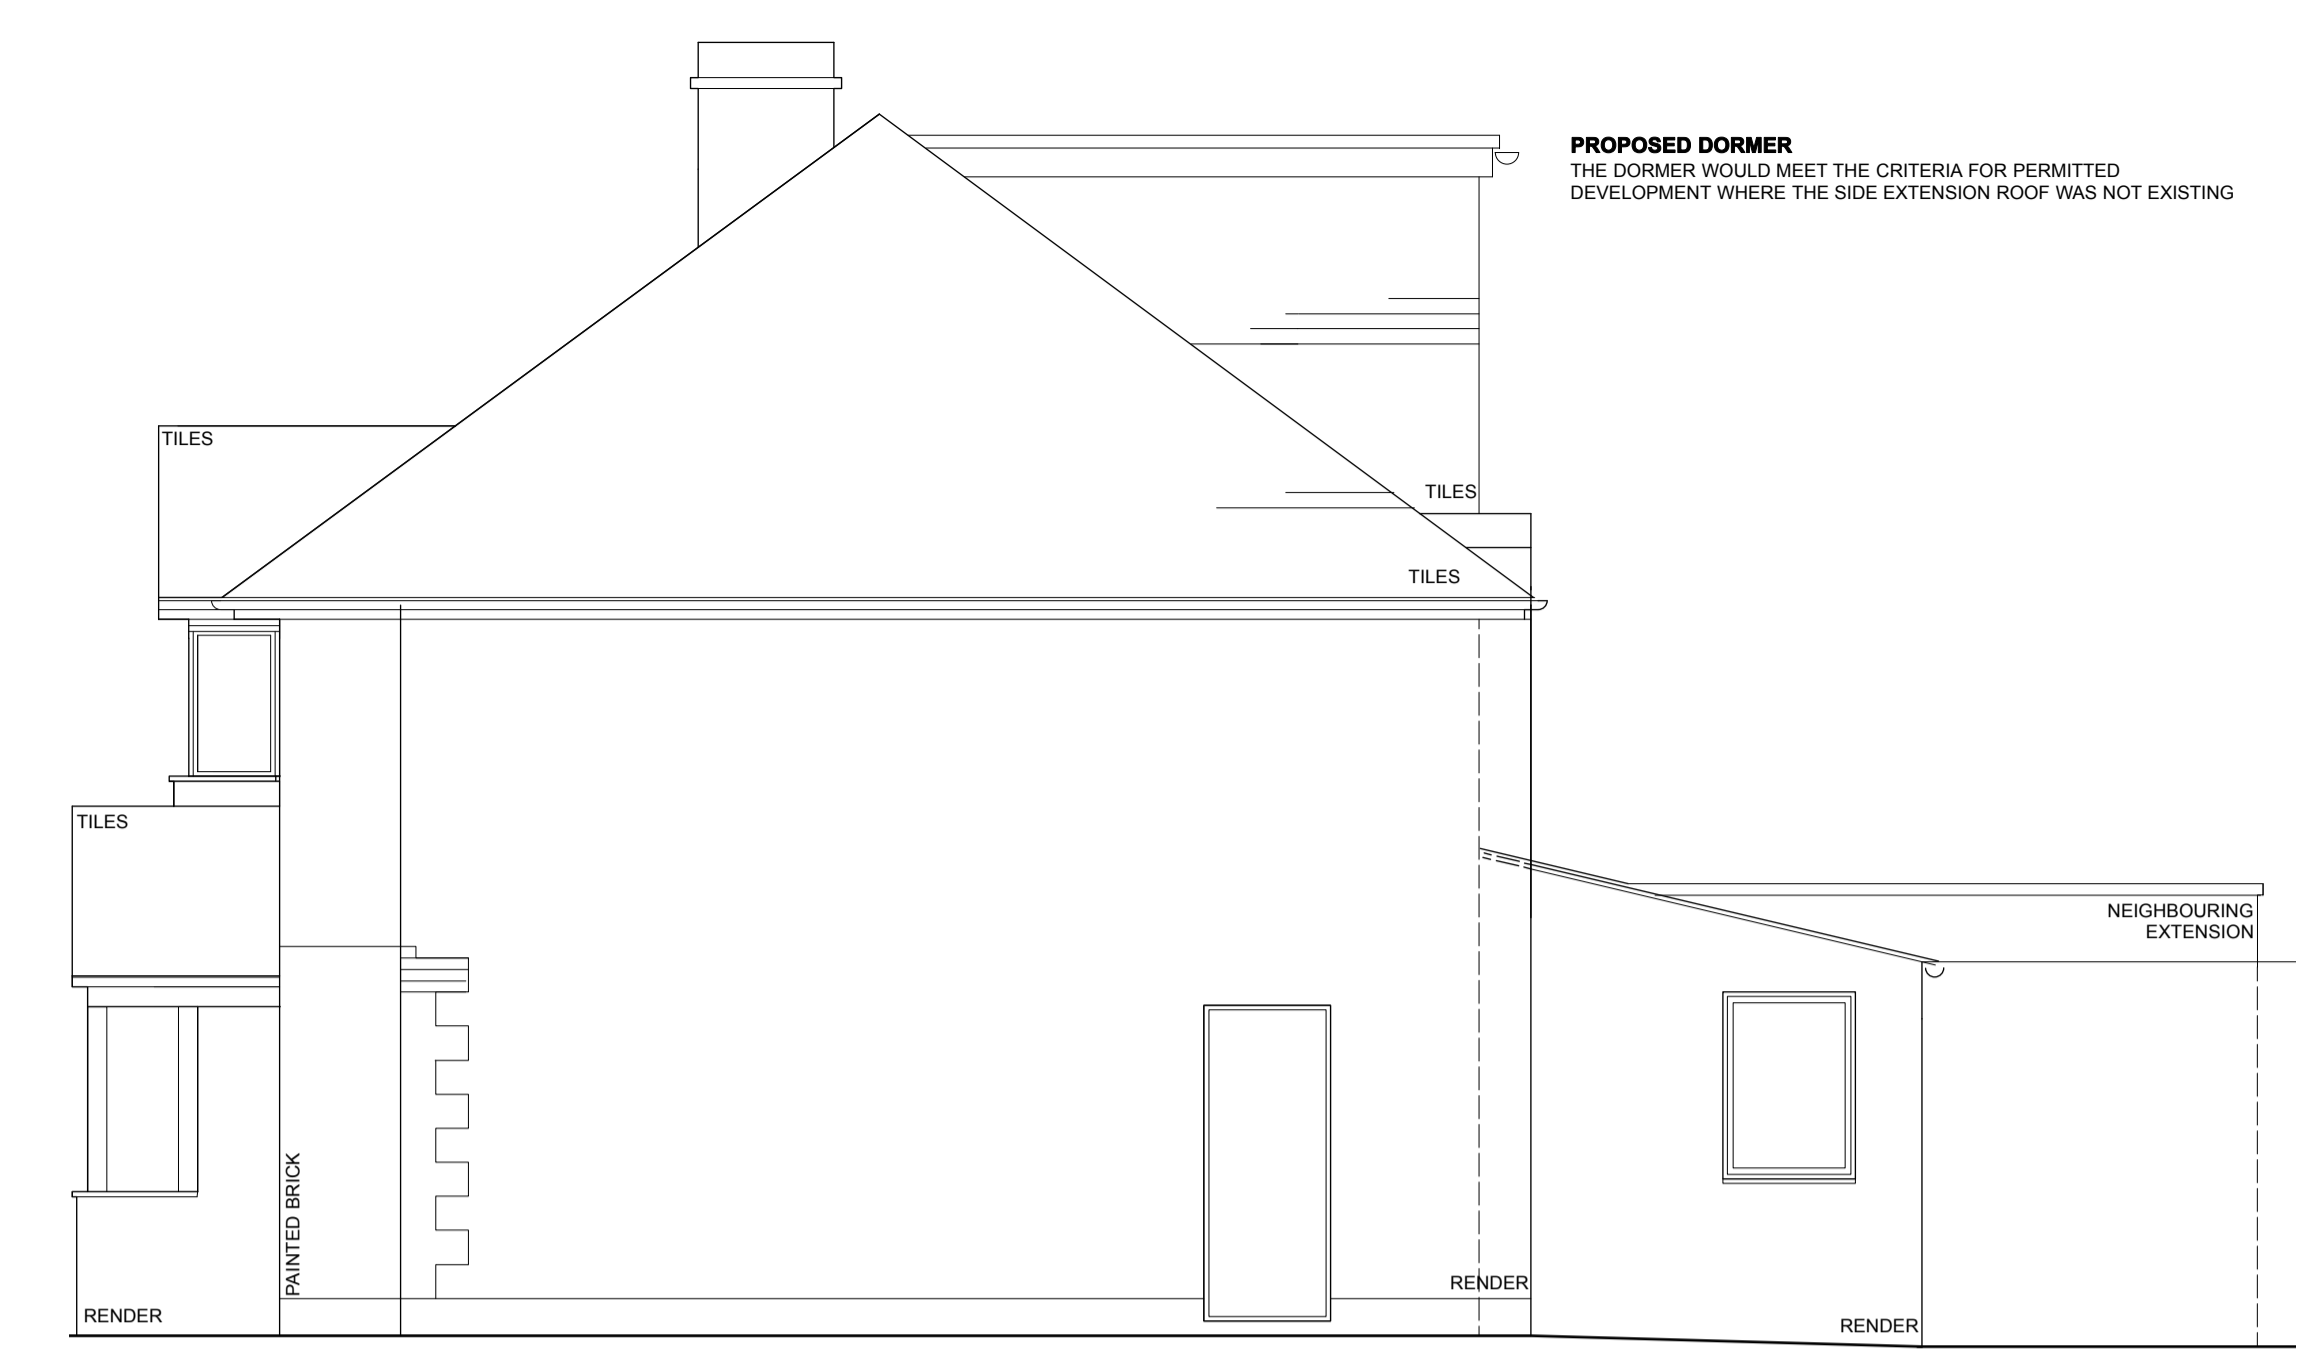 PROPOSED DORMER
THE DORMER WOULD MEET THE CRITERIA FOR PERMITTED
DEVELOPMENT WHERE THE SIDE EXTENSION ROOF WAS NOT EXISTING
TILES
TILES
TILES
TILES
NEIGHBOURING
EXTENSION
PAINTED BRICK
RENDER
RENDER
RENDER